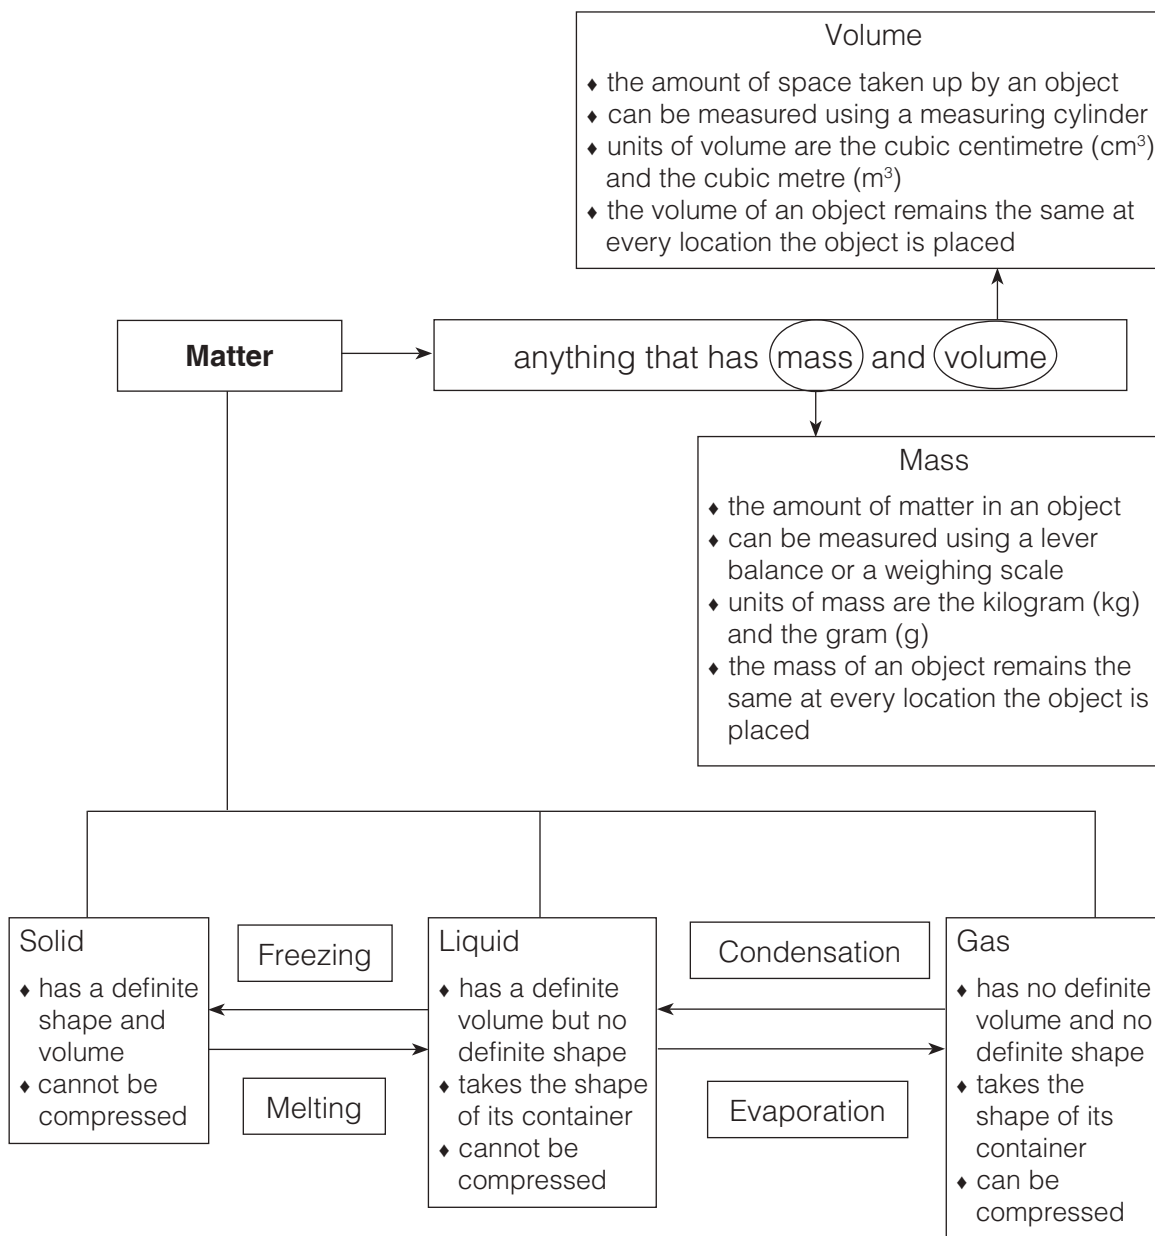 Volume
♦ the amount of space taken up by an object
♦ can be measured using a measuring cylinder
♦ units of volume are the cubic centimetre (cm³)
and the cubic metre (m³)
♦ the volume of an object remains the same at
every location the object is placed
Matter
anything that has mass and volume
Mass
♦ the amount of matter in an object
♦ can be measured using a lever
balance or a weighing scale
♦ units of mass are the kilogram (kg)
and the gram (g)
♦ the mass of an object remains the
same at every location the object is
placed
Solid
♦ has a definite
shape and
volume
♦ cannot be
compressed
Freezing
Melting
Liquid
♦ has a definite
volume but no
definite shape
♦ takes the shape
of its container
♦ cannot be
compressed
Condensation
Evaporation
Gas
♦ has no definite
volume and no
definite shape
♦ takes the
shape of its
container
♦ can be
compressed